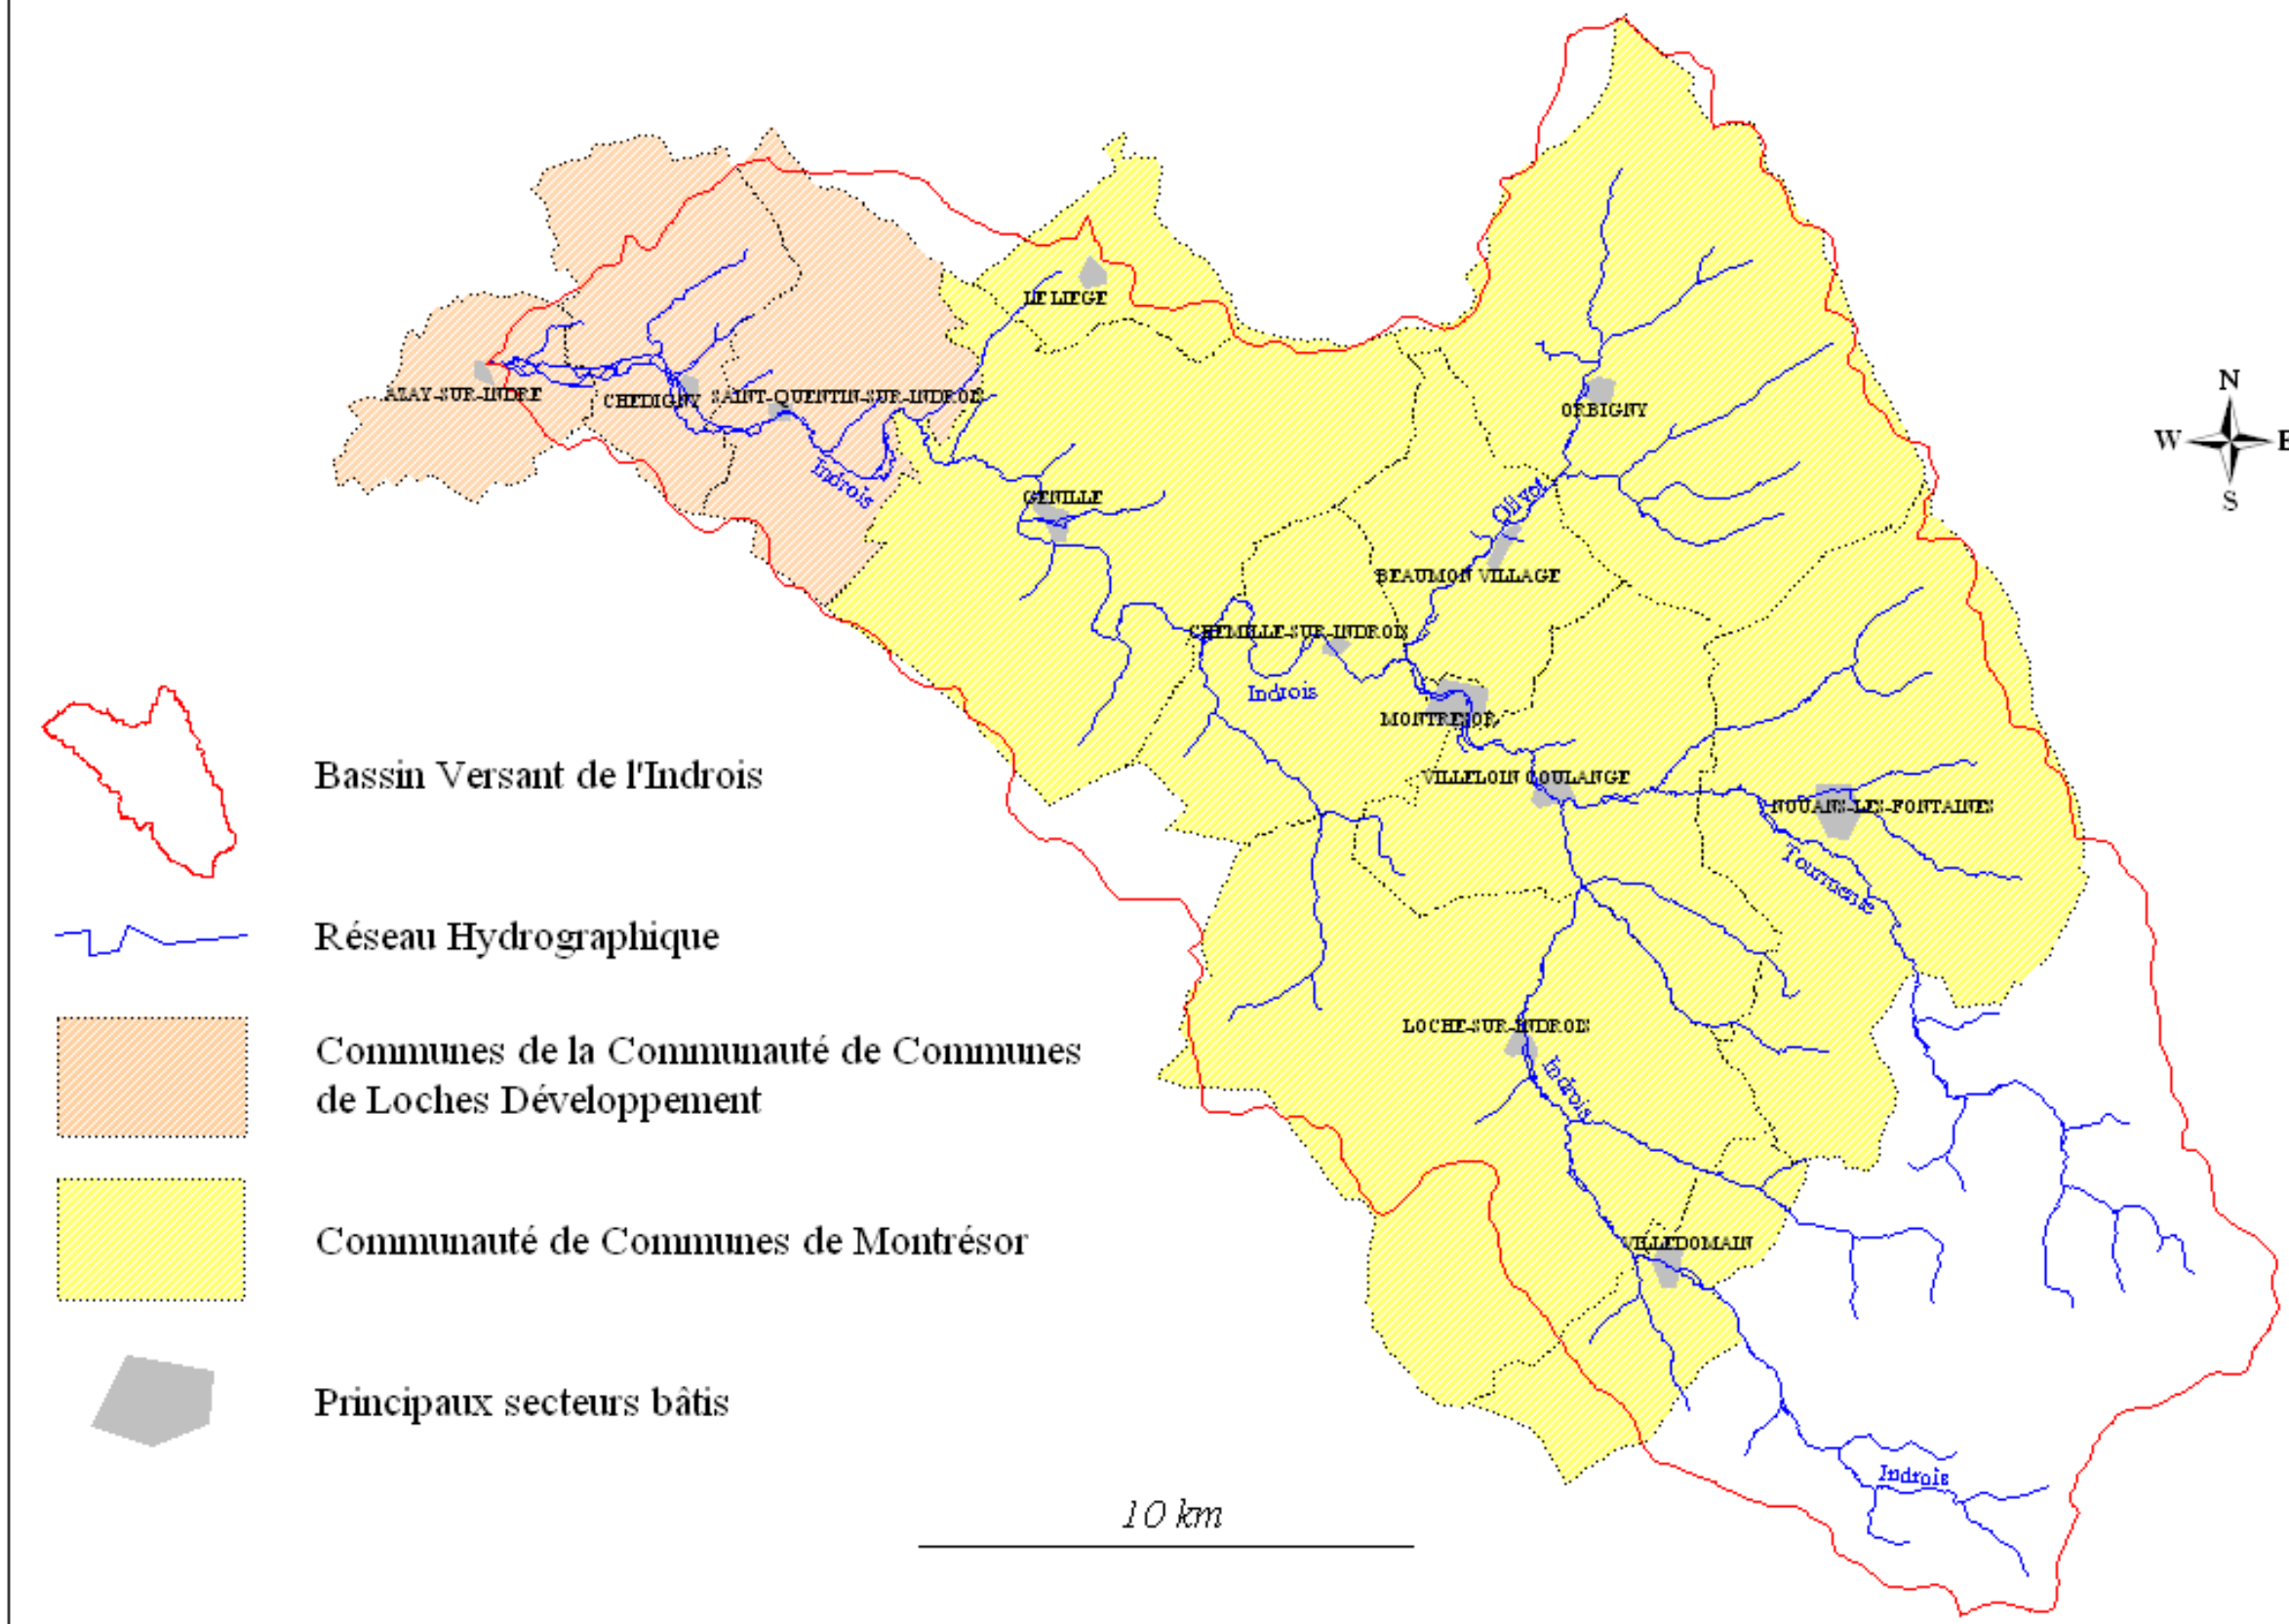 LE LIEGE
AZAY-SUR-INDRE
CHEDIGNY
SAINT-QUENTIN-SUR-INDROIS
ORBIGNY
Indrois
GENILLE
Olivet
BEAUMON VILLAGE
CHEMILLE-SUR-INDROIS
Indrois
MONTRESOR
VILLELOIN COULANGE
NOUANS-LES-FONTAINES
Tourmente
LOCHE-SUR-INDROIS
Indrois
VILLEDOMAIN
Indrois
N
W
E
S
Bassin Versant de l'Indrois
Réseau Hydrographique
Communes de la Communauté de Communes
de Loches Développement
Communauté de Communes de Montrésor
Principaux secteurs bâtis
10 km